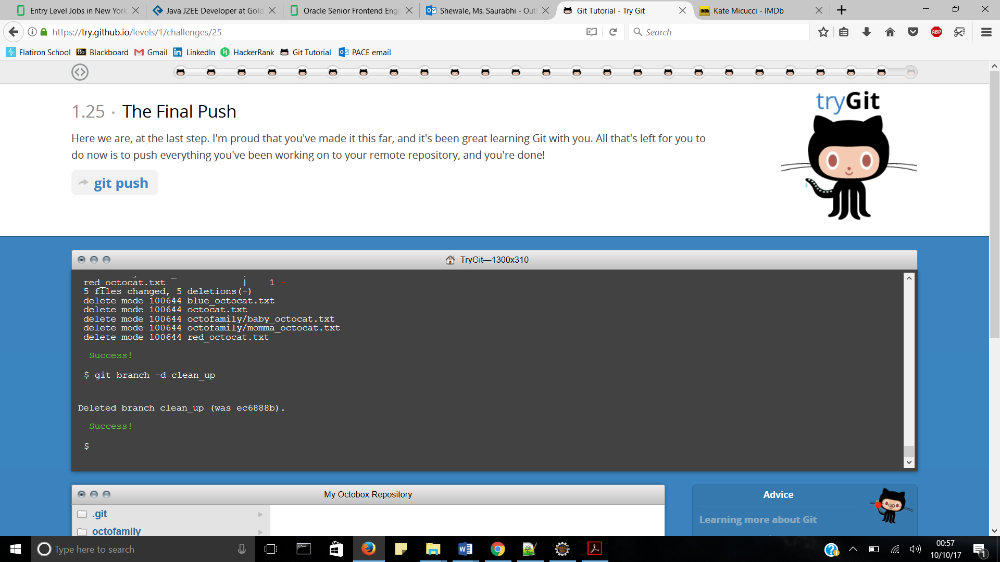 Entry Level Jobs in New York
Java J2EE Developer at Gold
Oracle Senior Frontend Engi
Shewale, Ms. Saurabhi - Outl
Git Tutorial - Try Git
Kate Micucci - IMDb
https://try.github.io/levels/1/challenges/25
Search
Flatiron School
Blackboard
Gmail
LinkedIn
HackerRank
Git Tutorial
PACE email
tryGit
1.25 · The Final Push
Here we are, at the last step. I'm proud that you've made it this far, and it's been great learning Git with you. All that's left for you to
do now is to push everything you've been working on to your remote repository, and you're done!
git push
TryGit—1300x310
red_octocat.txt | 1 -
5 files changed, 5 deletions(-)
delete mode 100644 blue_octocat.txt
delete mode 100644 octocat.txt
delete mode 100644 octofamily/baby_octocat.txt
delete mode 100644 octofamily/momma_octocat.txt
delete mode 100644 red_octocat.txt
Success!
$ git branch -d clean_up
Deleted branch clean_up (was ec6888b).
Success!
$
My Octobox Repository
.git
octofamily
Advice
Learning more about Git
Type here to search
00:57
10/10/17
1